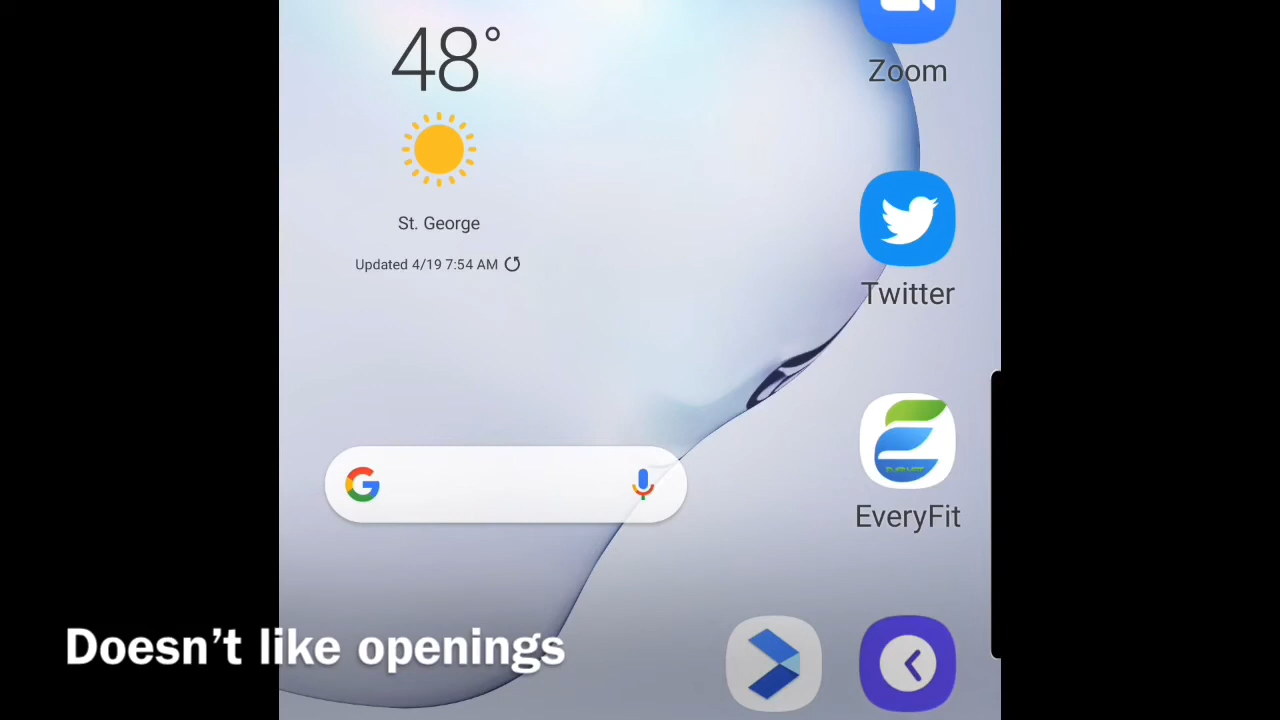 48°
Zoom
St. George
Updated 4/19 7:54 AM
Twitter
EveryFit
Doesn’t like openings